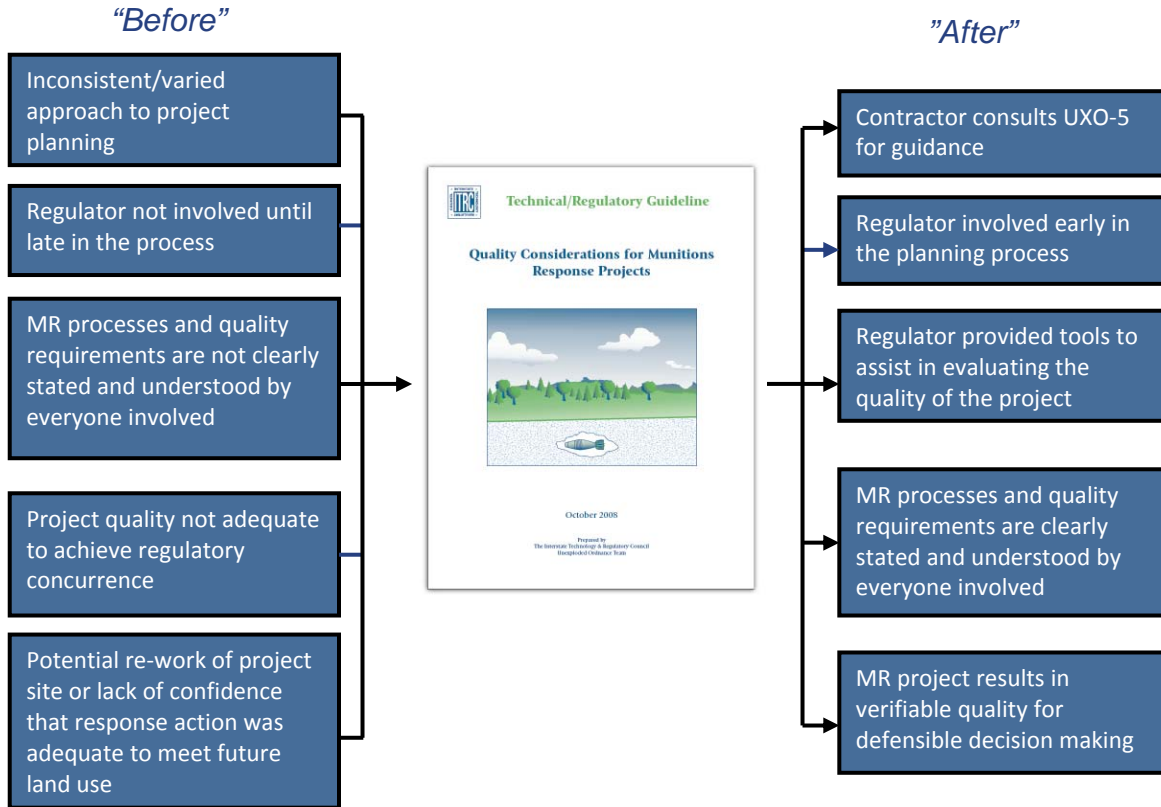 “Before”
Inconsistent/varied
approach to project
planning
Regulator not involved until
late in the process
MR processes and quality
requirements are not clearly
stated and understood by
everyone involved
Project quality not adequate
to achieve regulatory
concurrence
Potential re-work of project
site or lack of confidence
that response action was
adequate to meet future
land use
ITRC
Technical/Regulatory Guideline
Quality Considerations for Munitions
Response Projects
October 2008
Prepared by
The Interstate Technology & Regulatory Council
Unexploded Ordnance Team
”After”
Contractor consults UXO-5
for guidance
Regulator involved early in
the planning process
Regulator provided tools to
assist in evaluating the
quality of the project
MR processes and quality
requirements are clearly
stated and understood by
everyone involved
MR project results in
verifiable quality for
defensible decision making